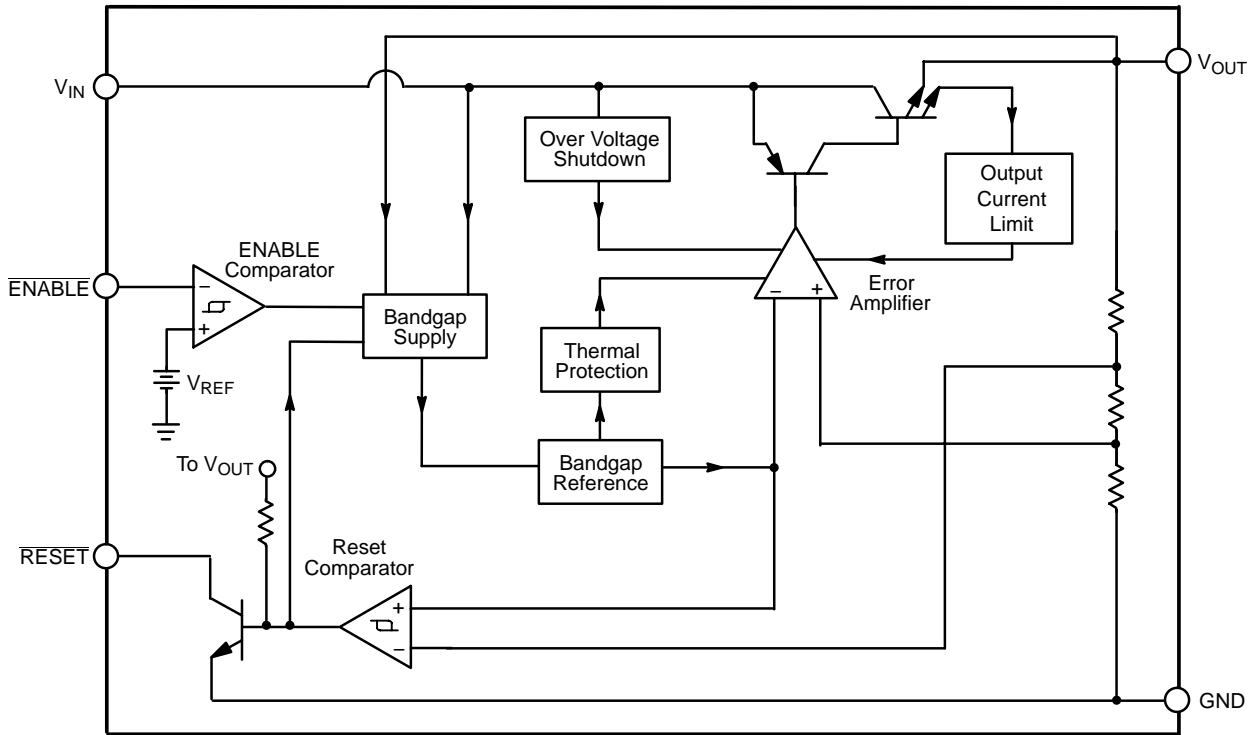 V_OUT
V_IN
Over Voltage
Shutdown
Output
Current
Limit
ENABLE
Comparator
ENABLE
−
+
V_REF
Bandgap
Supply
Error
Amplifier
− +
Thermal
Protection
To V_OUT
Bandgap
Reference
RESET
Reset
Comparator
+
−
GND